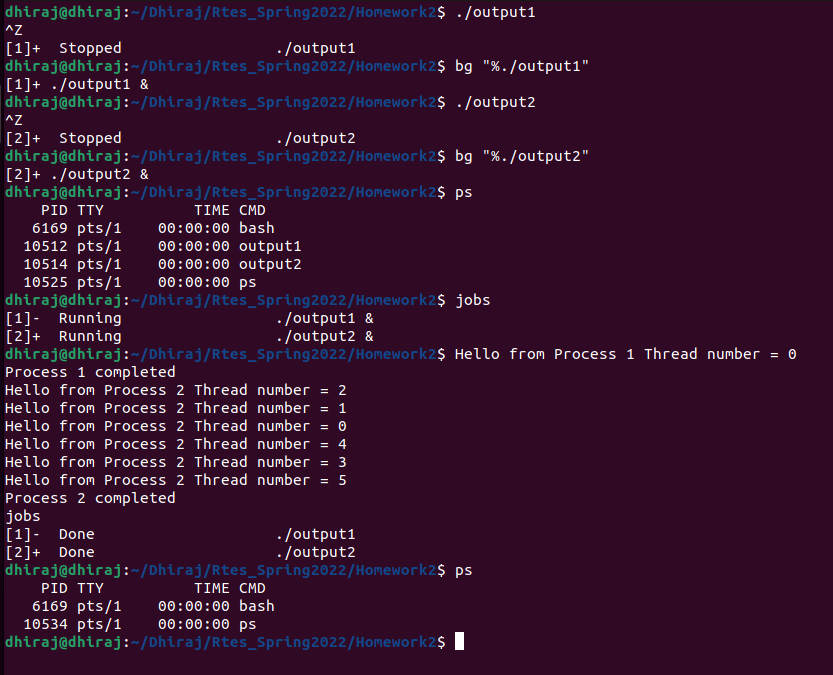 dhiraj@dhiraj:~/Dhiraj/Rtes_Spring2022/Homework2$ ./output1
^Z
[1]+  Stopped                 ./output1
dhiraj@dhiraj:~/Dhiraj/Rtes_Spring2022/Homework2$ bg "%./output1"
[1]+ ./output1 &
dhiraj@dhiraj:~/Dhiraj/Rtes_Spring2022/Homework2$ ./output2
^Z
[2]+  Stopped                 ./output2
dhiraj@dhiraj:~/Dhiraj/Rtes_Spring2022/Homework2$ bg "%./output2"
[2]+ ./output2 &
dhiraj@dhiraj:~/Dhiraj/Rtes_Spring2022/Homework2$ ps
    PID TTY          TIME CMD
   6169 pts/1    00:00:00 bash
  10512 pts/1    00:00:00 output1
  10514 pts/1    00:00:00 output2
  10525 pts/1    00:00:00 ps
dhiraj@dhiraj:~/Dhiraj/Rtes_Spring2022/Homework2$ jobs
[1]-  Running                 ./output1 &
[2]+  Running                 ./output2 &
dhiraj@dhiraj:~/Dhiraj/Rtes_Spring2022/Homework2$ Hello from Process 1 Thread number = 0
Process 1 completed
Hello from Process 2 Thread number = 2
Hello from Process 2 Thread number = 1
Hello from Process 2 Thread number = 0
Hello from Process 2 Thread number = 4
Hello from Process 2 Thread number = 3
Hello from Process 2 Thread number = 5
Process 2 completed
jobs
[1]-  Done                    ./output1
[2]+  Done                    ./output2
dhiraj@dhiraj:~/Dhiraj/Rtes_Spring2022/Homework2$ ps
    PID TTY          TIME CMD
   6169 pts/1    00:00:00 bash
  10534 pts/1    00:00:00 ps
dhiraj@dhiraj:~/Dhiraj/Rtes_Spring2022/Homework2$